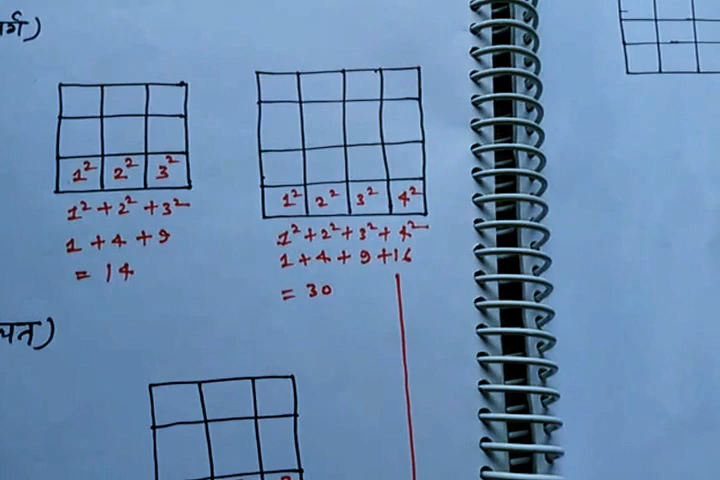 र्ग)
1² 2² 3²
1² + 2² + 3²
1 + 4 + 9
= 14
1² 2² 3² 4²
1² + 2² + 3² + 4²
1 + 4 + 9 + 16
= 30